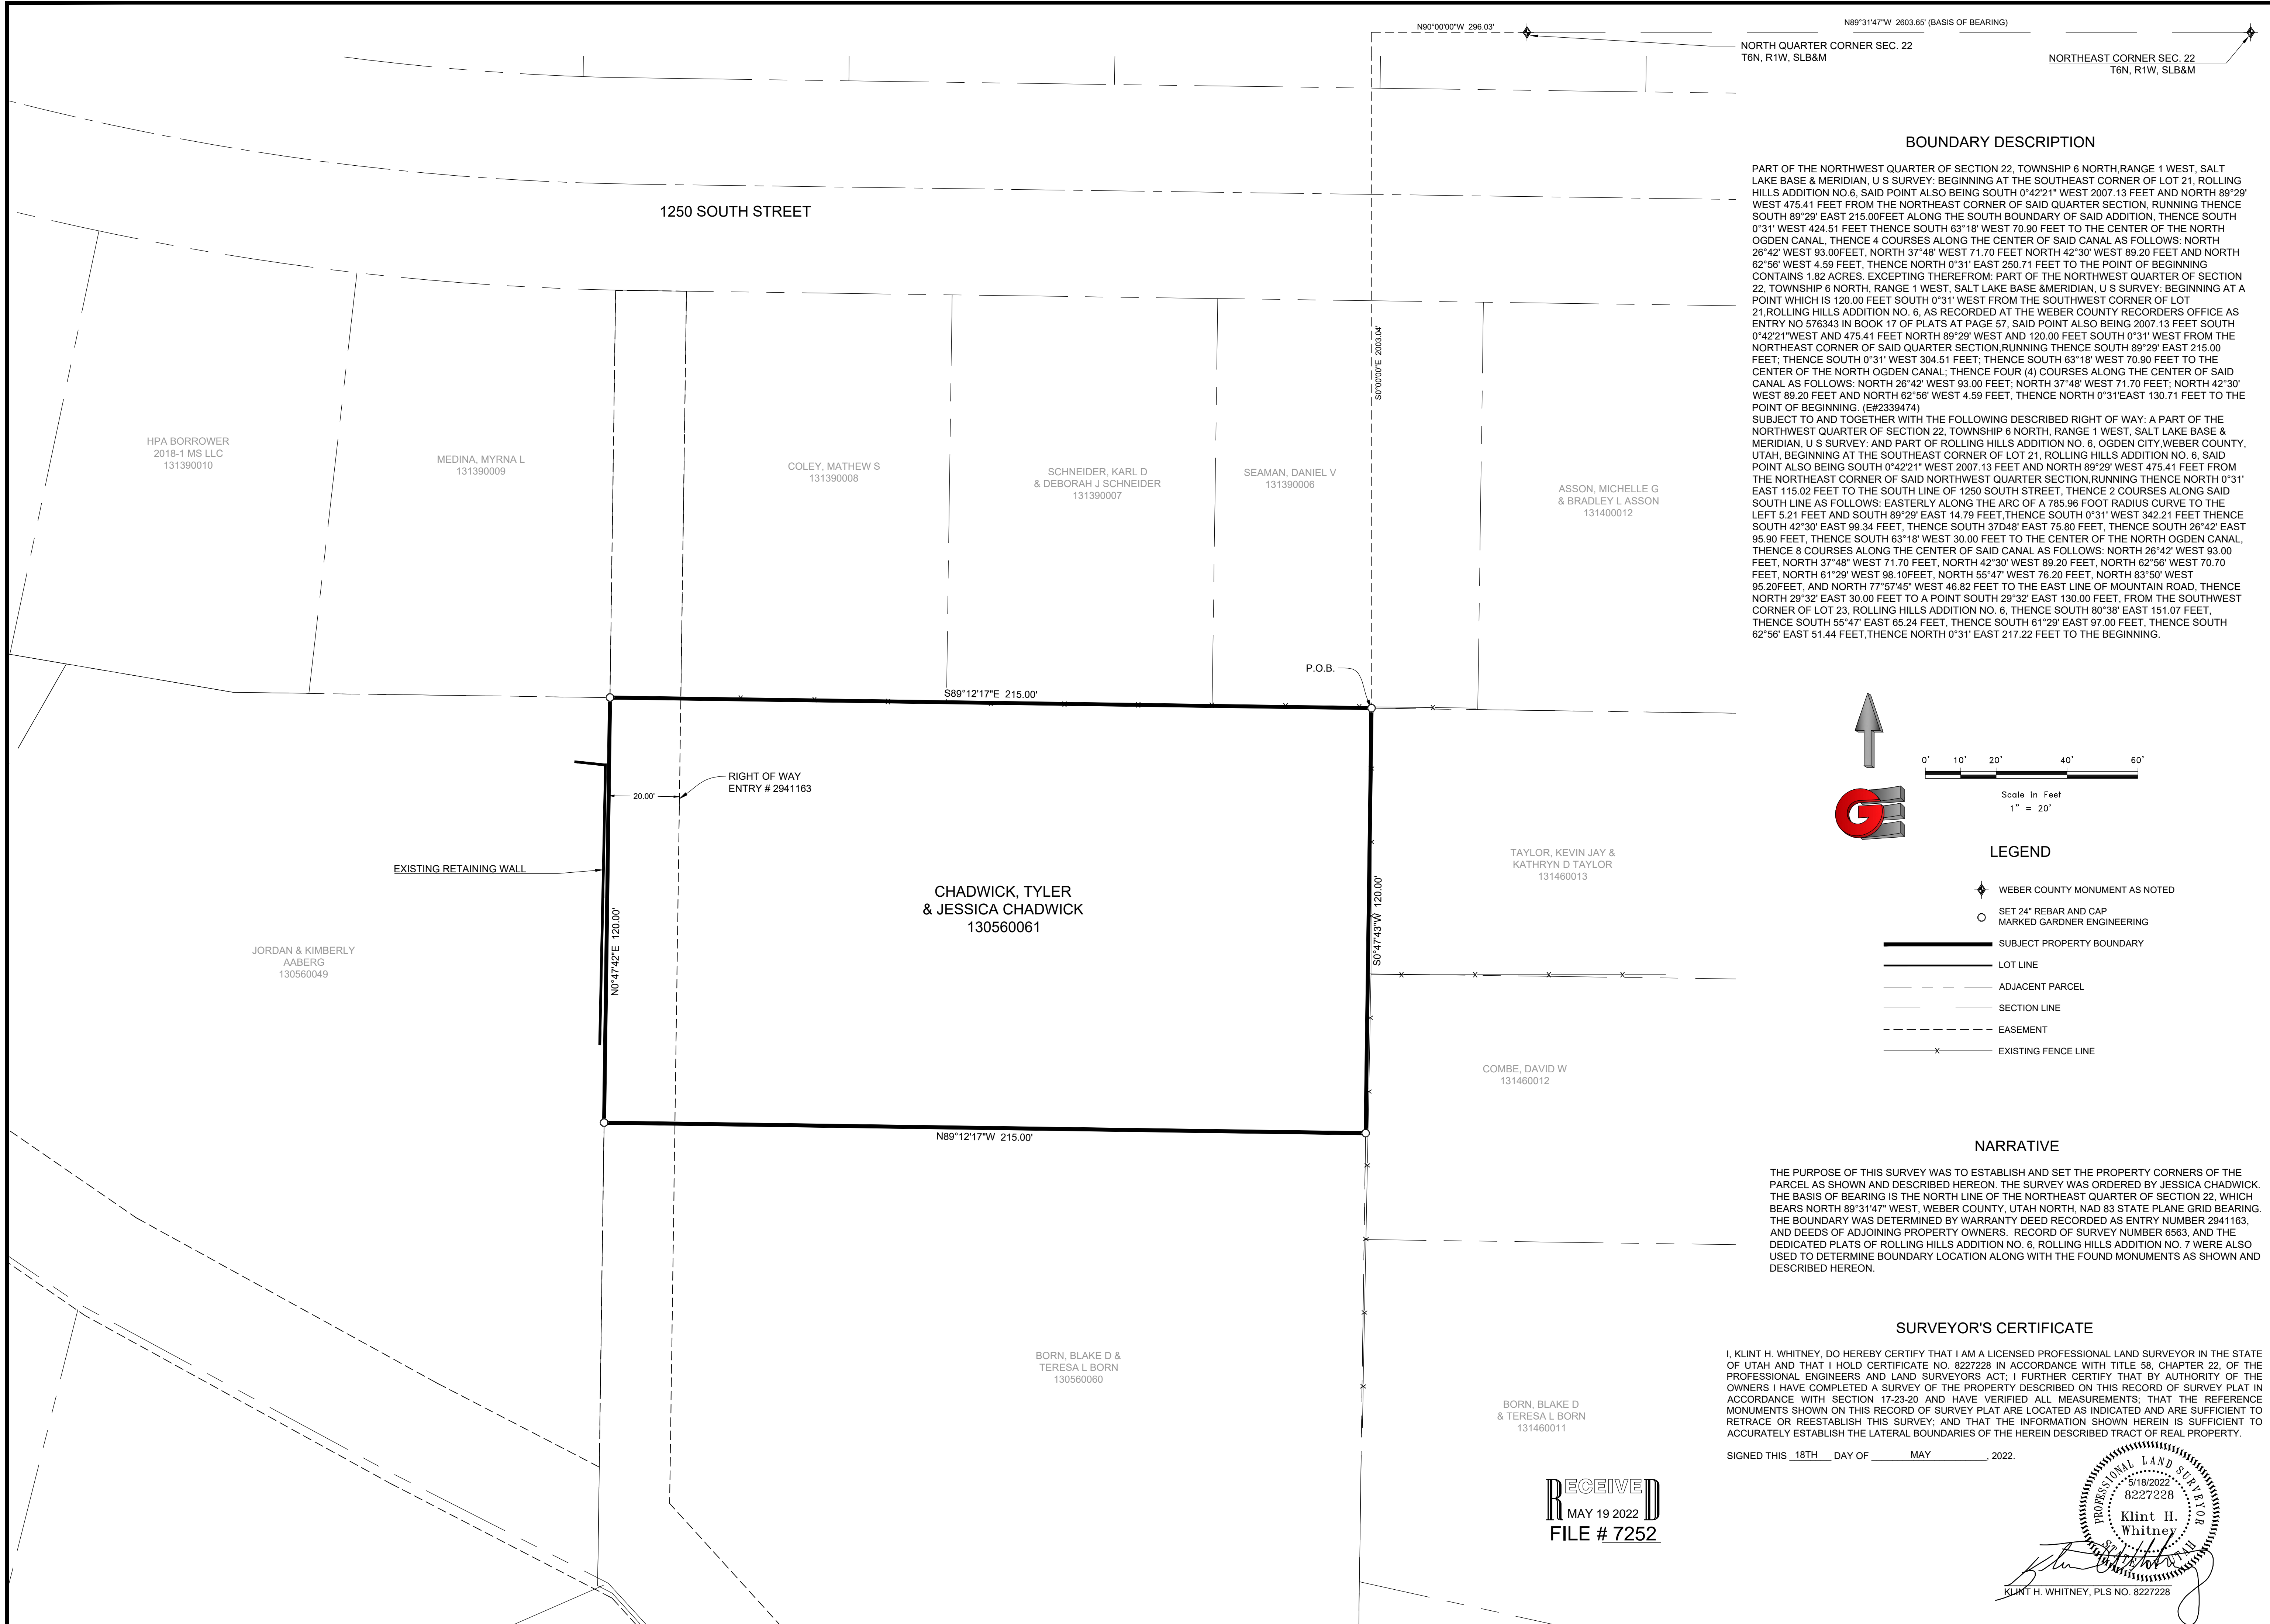 N90°00'00"W 296.03'
N89°31'47"W 2603.65' (BASIS OF BEARING)
NORTH QUARTER CORNER SEC. 22
T6N, R1W, SLB&M
NORTHEAST CORNER SEC. 22
T6N, R1W, SLB&M
1250 SOUTH STREET
S0°00'00"E 2003.04'
HPA BORROWER
2018-1 MS LLC
131390010
MEDINA, MYRNA L
131390009
COLEY, MATHEW S
131390008
SCHNEIDER, KARL D
& DEBORAH J SCHNEIDER
131390007
SEAMAN, DANIEL V
131390006
ASSON, MICHELLE G
& BRADLEY L ASSON
131400012
P.O.B.
S89°12'17"E 215.00'
RIGHT OF WAY
ENTRY # 2941163
20.00'
EXISTING RETAINING WALL
N0°47'42"E 120.00'
CHADWICK, TYLER
& JESSICA CHADWICK
130560061
S0°47'43"W 120.00'
TAYLOR, KEVIN JAY &
KATHRYN D TAYLOR
131460013
JORDAN & KIMBERLY
AABERG
130560049
COMBE, DAVID W
131460012
N89°12'17"W 215.00'
BORN, BLAKE D &
TERESA L BORN
130560060
BORN, BLAKE D
& TERESA L BORN
131460011
RECEIVED
MAY 19 2022
FILE # 7252
BOUNDARY DESCRIPTION
PART OF THE NORTHWEST QUARTER OF SECTION 22, TOWNSHIP 6 NORTH,RANGE 1 WEST, SALT
LAKE BASE & MERIDIAN, U S SURVEY: BEGINNING AT THE SOUTHEAST CORNER OF LOT 21, ROLLING
HILLS ADDITION NO.6, SAID POINT ALSO BEING SOUTH 0°42'21" WEST 2007.13 FEET AND NORTH 89°29'
WEST 475.41 FEET FROM THE NORTHEAST CORNER OF SAID QUARTER SECTION, RUNNING THENCE
SOUTH 89°29' EAST 215.00FEET ALONG THE SOUTH BOUNDARY OF SAID ADDITION, THENCE SOUTH
0°31' WEST 424.51 FEET THENCE SOUTH 63°18' WEST 70.90 FEET TO THE CENTER OF THE NORTH
OGDEN CANAL, THENCE 4 COURSES ALONG THE CENTER OF SAID CANAL AS FOLLOWS: NORTH
26°42' WEST 93.00FEET, NORTH 37°48' WEST 71.70 FEET NORTH 42°30' WEST 89.20 FEET AND NORTH
62°56' WEST 4.59 FEET, THENCE NORTH 0°31' EAST 250.71 FEET TO THE POINT OF BEGINNING
CONTAINS 1.82 ACRES. EXCEPTING THEREFROM: PART OF THE NORTHWEST QUARTER OF SECTION
22, TOWNSHIP 6 NORTH, RANGE 1 WEST, SALT LAKE BASE &MERIDIAN, U S SURVEY: BEGINNING AT A
POINT WHICH IS 120.00 FEET SOUTH 0°31' WEST FROM THE SOUTHWEST CORNER OF LOT
21,ROLLING HILLS ADDITION NO. 6, AS RECORDED AT THE WEBER COUNTY RECORDERS OFFICE AS
ENTRY NO 576343 IN BOOK 17 OF PLATS AT PAGE 57, SAID POINT ALSO BEING 2007.13 FEET SOUTH
0°42'21"WEST AND 475.41 FEET NORTH 89°29' WEST AND 120.00 FEET SOUTH 0°31' WEST FROM THE
NORTHEAST CORNER OF SAID QUARTER SECTION,RUNNING THENCE SOUTH 89°29' EAST 215.00
FEET; THENCE SOUTH 0°31' WEST 304.51 FEET; THENCE SOUTH 63°18' WEST 70.90 FEET TO THE
CENTER OF THE NORTH OGDEN CANAL; THENCE FOUR (4) COURSES ALONG THE CENTER OF SAID
CANAL AS FOLLOWS: NORTH 26°42' WEST 93.00 FEET; NORTH 37°48' WEST 71.70 FEET; NORTH 42°30'
WEST 89.20 FEET AND NORTH 62°56' WEST 4.59 FEET, THENCE NORTH 0°31'EAST 130.71 FEET TO THE
POINT OF BEGINNING. (E#2339474)
SUBJECT TO AND TOGETHER WITH THE FOLLOWING DESCRIBED RIGHT OF WAY: A PART OF THE
NORTHWEST QUARTER OF SECTION 22, TOWNSHIP 6 NORTH, RANGE 1 WEST, SALT LAKE BASE &
MERIDIAN, U S SURVEY: AND PART OF ROLLING HILLS ADDITION NO. 6, OGDEN CITY,WEBER COUNTY,
UTAH, BEGINNING AT THE SOUTHEAST CORNER OF LOT 21, ROLLING HILLS ADDITION NO. 6, SAID
POINT ALSO BEING SOUTH 0°42'21" WEST 2007.13 FEET AND NORTH 89°29' WEST 475.41 FEET FROM
THE NORTHEAST CORNER OF SAID NORTHWEST QUARTER SECTION,RUNNING THENCE NORTH 0°31'
EAST 115.02 FEET TO THE SOUTH LINE OF 1250 SOUTH STREET, THENCE 2 COURSES ALONG SAID
SOUTH LINE AS FOLLOWS: EASTERLY ALONG THE ARC OF A 785.96 FOOT RADIUS CURVE TO THE
LEFT 5.21 FEET AND SOUTH 89°29' EAST 14.79 FEET,THENCE SOUTH 0°31' WEST 342.21 FEET THENCE
SOUTH 42°30' EAST 99.34 FEET, THENCE SOUTH 37D48' EAST 75.80 FEET, THENCE SOUTH 26°42' EAST
95.90 FEET, THENCE SOUTH 63°18' WEST 30.00 FEET TO THE CENTER OF THE NORTH OGDEN CANAL,
THENCE 8 COURSES ALONG THE CENTER OF SAID CANAL AS FOLLOWS: NORTH 26°42' WEST 93.00
FEET, NORTH 37°48" WEST 71.70 FEET, NORTH 42°30' WEST 89.20 FEET, NORTH 62°56' WEST 70.70
FEET, NORTH 61°29' WEST 98.10FEET, NORTH 55°47' WEST 76.20 FEET, NORTH 83°50' WEST
95.20FEET, AND NORTH 77°57'45" WEST 46.82 FEET TO THE EAST LINE OF MOUNTAIN ROAD, THENCE
NORTH 29°32' EAST 30.00 FEET TO A POINT SOUTH 29°32' EAST 130.00 FEET, FROM THE SOUTHWEST
CORNER OF LOT 23, ROLLING HILLS ADDITION NO. 6, THENCE SOUTH 80°38' EAST 151.07 FEET,
THENCE SOUTH 55°47' EAST 65.24 FEET, THENCE SOUTH 61°29' EAST 97.00 FEET, THENCE SOUTH
62°56' EAST 51.44 FEET,THENCE NORTH 0°31' EAST 217.22 FEET TO THE BEGINNING.
0' 10' 20' 40' 60'
Scale In Feet
1" = 20'
GE
LEGEND
WEBER COUNTY MONUMENT AS NOTED
SET 24" REBAR AND CAP
MARKED GARDNER ENGINEERING
SUBJECT PROPERTY BOUNDARY
LOT LINE
ADJACENT PARCEL
SECTION LINE
EASEMENT
EXISTING FENCE LINE
NARRATIVE
THE PURPOSE OF THIS SURVEY WAS TO ESTABLISH AND SET THE PROPERTY CORNERS OF THE
PARCEL AS SHOWN AND DESCRIBED HEREON. THE SURVEY WAS ORDERED BY JESSICA CHADWICK.
THE BASIS OF BEARING IS THE NORTH LINE OF THE NORTHEAST QUARTER OF SECTION 22, WHICH
BEARS NORTH 89°31'47" WEST, WEBER COUNTY, UTAH NORTH, NAD 83 STATE PLANE GRID BEARING.
THE BOUNDARY WAS DETERMINED BY WARRANTY DEED RECORDED AS ENTRY NUMBER 2941163,
AND DEEDS OF ADJOINING PROPERTY OWNERS. RECORD OF SURVEY NUMBER 6563, AND THE
DEDICATED PLATS OF ROLLING HILLS ADDITION NO. 6, ROLLING HILLS ADDITION NO. 7 WERE ALSO
USED TO DETERMINE BOUNDARY LOCATION ALONG WITH THE FOUND MONUMENTS AS SHOWN AND
DESCRIBED HEREON.
SURVEYOR'S CERTIFICATE
I, KLINT H. WHITNEY, DO HEREBY CERTIFY THAT I AM A LICENSED PROFESSIONAL LAND SURVEYOR IN THE STATE
OF UTAH AND THAT I HOLD CERTIFICATE NO. 8227228 IN ACCORDANCE WITH TITLE 58, CHAPTER 22, OF THE
PROFESSIONAL ENGINEERS AND LAND SURVEYORS ACT; I FURTHER CERTIFY THAT BY AUTHORITY OF THE
OWNERS I HAVE COMPLETED A SURVEY OF THE PROPERTY DESCRIBED ON THIS RECORD OF SURVEY PLAT IN
ACCORDANCE WITH SECTION 17-23-20 AND HAVE VERIFIED ALL MEASUREMENTS; THAT THE REFERENCE
MONUMENTS SHOWN ON THIS RECORD OF SURVEY PLAT ARE LOCATED AS INDICATED AND ARE SUFFICIENT TO
RETRACE OR REESTABLISH THIS SURVEY; AND THAT THE INFORMATION SHOWN HEREIN IS SUFFICIENT TO
ACCURATELY ESTABLISH THE LATERAL BOUNDARIES OF THE HEREIN DESCRIBED TRACT OF REAL PROPERTY.
SIGNED THIS 18TH DAY OF MAY, 2022.
PROFESSIONAL LAND SURVEYOR
5/18/2022
8227228
Klint H.
Whitney
STATE OF UTAH
KLINT H. WHITNEY, PLS NO. 8227228